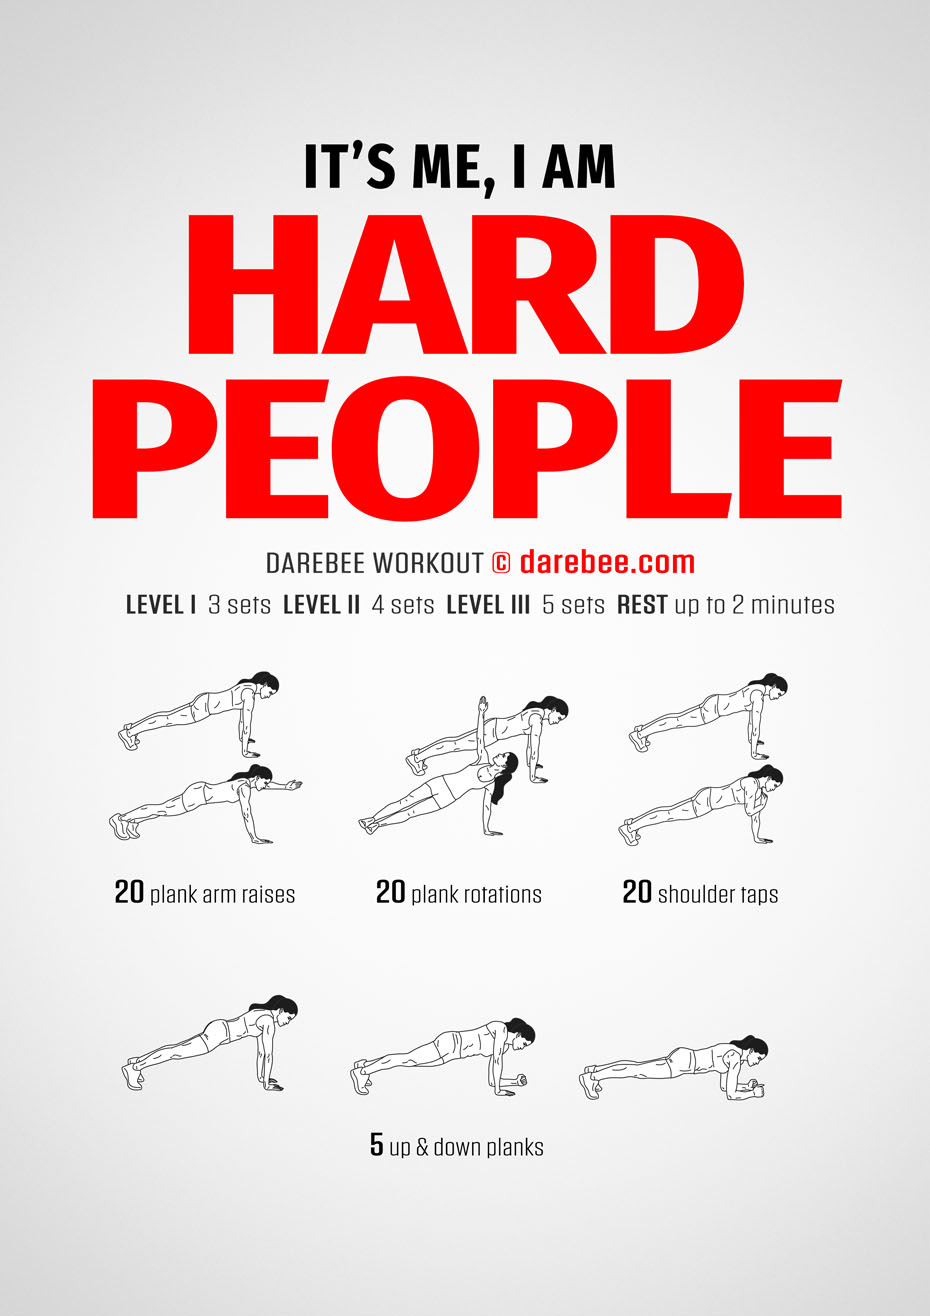 IT'S ME, I AM
HARD
PEOPLE
DAREBEE WORKOUT © darebee.com
LEVEL I 3 sets LEVEL II 4 sets LEVEL III 5 sets REST up to 2 minutes
20 plank arm raises
20 plank rotations
20 shoulder taps
5 up & down planks